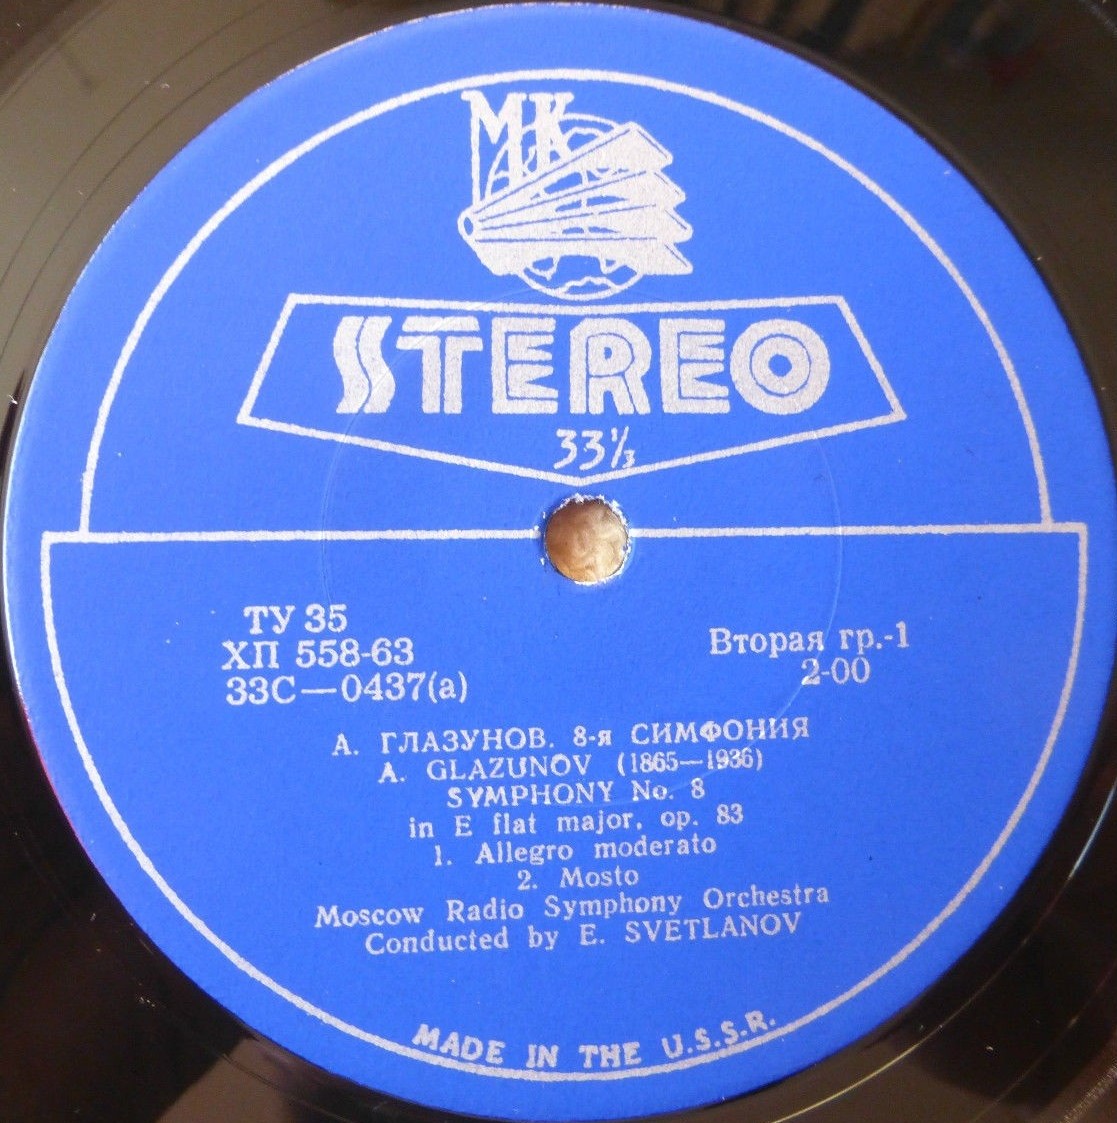 МК
STEREO
33⅓
ТУ 35
ХП 558-63
33С—0437(а)
Вторая гр.-1
2-00
А. ГЛАЗУНОВ. 8-я СИМФОНИЯ
A. GLAZUNOV (1865—1936)
SYMPHONY No. 8
in E flat major, op. 83
1. Allegro moderato
2. Mosto
Moscow Radio Symphony Orchestra
Conducted by E. SVETLANOV
MADE IN THE U.S.S.R.